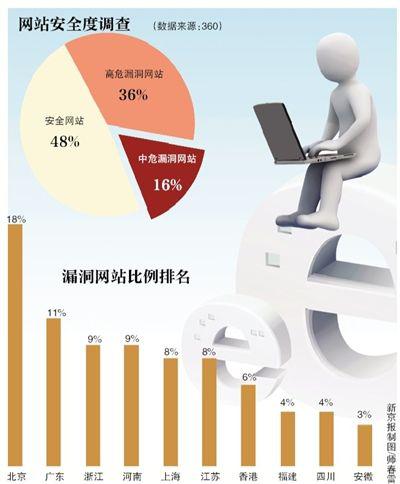 网站安全度调查 (数据来源:360)
高危漏洞网站
36%
安全网站
48%
中危漏洞网站
16%
漏洞网站比例排名
18%
11%
9%
9%
8%
8%
6%
4%
4%
3%
北京 广东 浙江 河南 上海 江苏 香港 福建 四川 安徽
新京报制图/师春雷